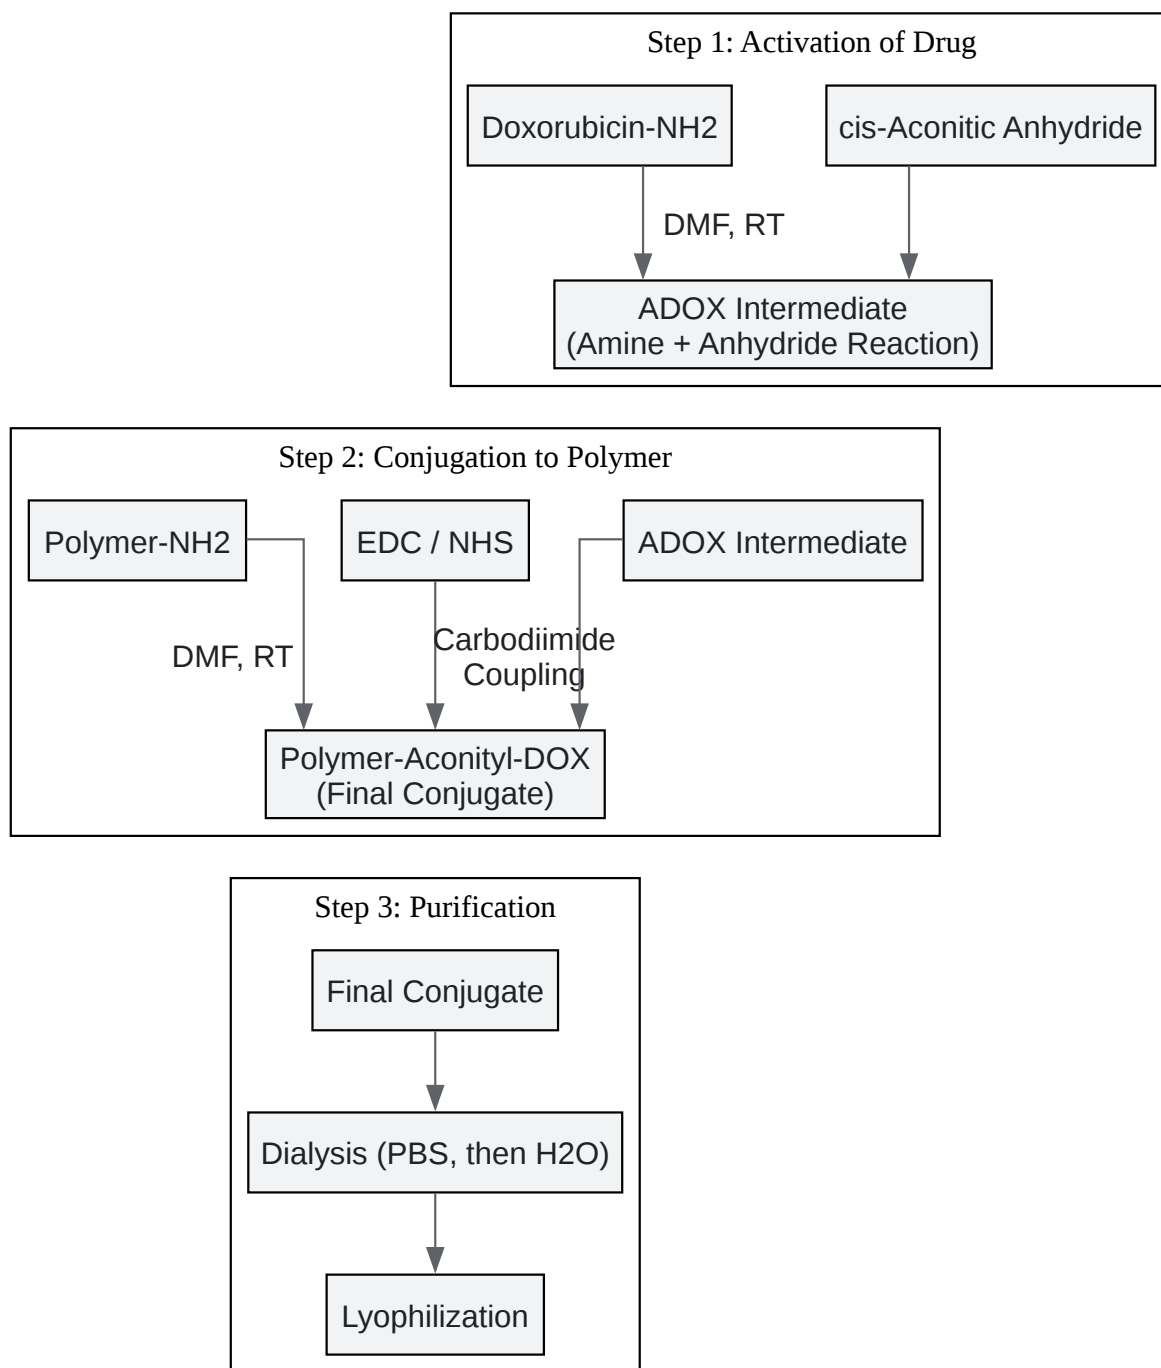 Step 1: Activation of Drug
Doxorubicin-NH2
cis-Aconitic Anhydride
DMF, RT
ADOX Intermediate
(Amine + Anhydride Reaction)
Step 2: Conjugation to Polymer
Polymer-NH2
EDC / NHS
ADOX Intermediate
DMF, RT
Carbodiimide
Coupling
Polymer-Aconityl-DOX
(Final Conjugate)
Step 3: Purification
Final Conjugate
Dialysis (PBS, then H2O)
Lyophilization